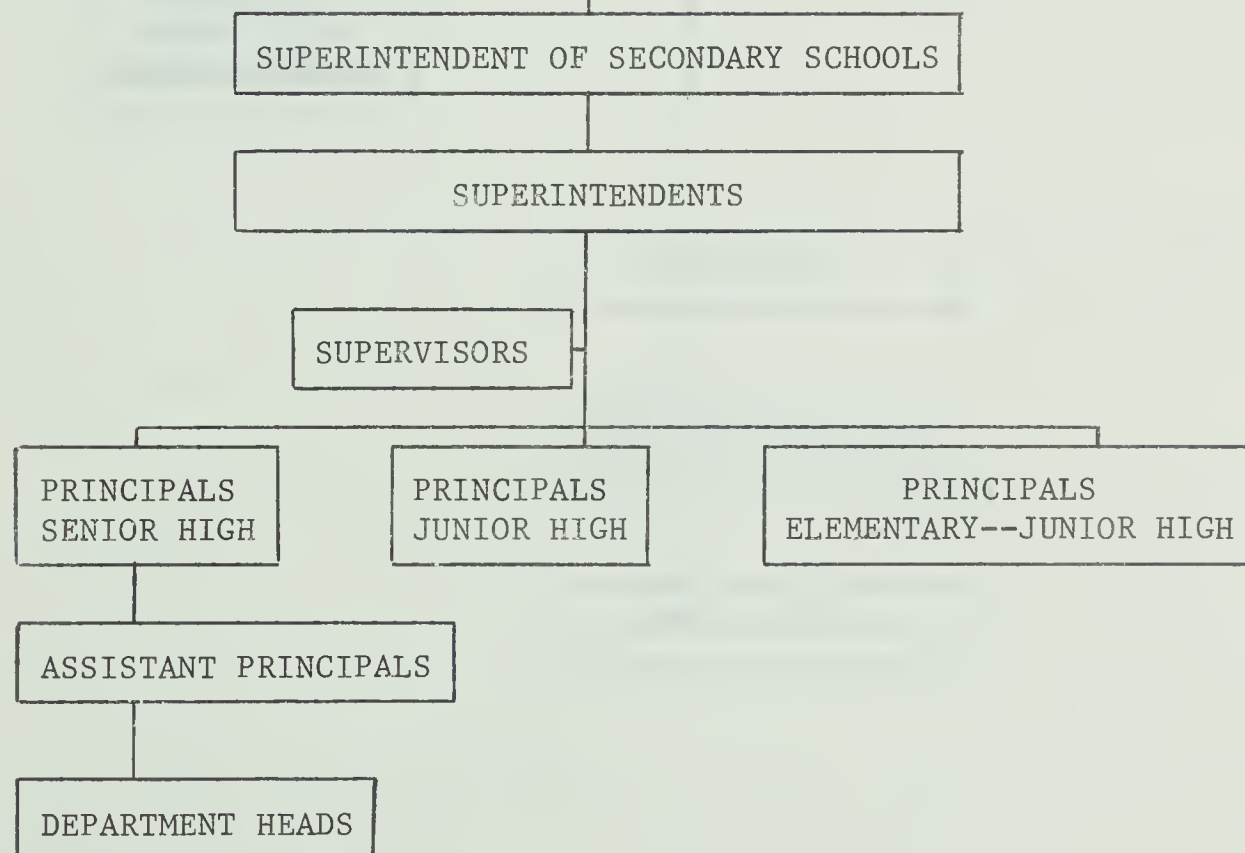 SUPERINTENDENT OF SECONDARY SCHOOLS
SUPERINTENDENTS
SUPERVISORS
PRINCIPALS
SENIOR HIGH
PRINCIPALS
JUNIOR HIGH
PRINCIPALS
ELEMENTARY--JUNIOR HIGH
ASSISTANT PRINCIPALS
DEPARTMENT HEADS